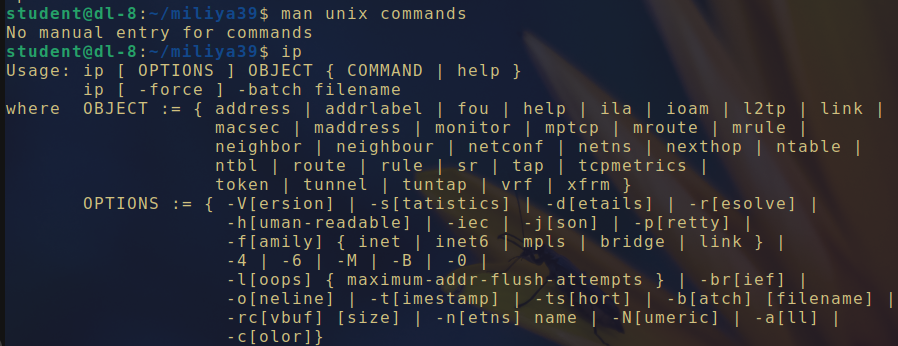 student@dl-8:~/miliya39$ man unix commands
No manual entry for commands
student@dl-8:~/miliya39$ ip
Usage: ip [ OPTIONS ] OBJECT { COMMAND | help }
       ip [ -force ] -batch filename
where  OBJECT := { address | addrlabel | fou | help | ila | ioam | l2tp | link |
                   macsec | maddress | monitor | mptcp | mroute | mrule |
                   neighbor | neighbour | netconf | netns | nexthop | ntable |
                   ntbl | route | rule | sr | tap | tcpmetrics |
                   token | tunnel | tuntap | vrf | xfrm }
       OPTIONS := { -V[ersion] | -s[tatistics] | -d[etails] | -r[esolve] |
                    -h[uman-readable] | -iec | -j[son] | -p[retty] |
                    -f[amily] { inet | inet6 | mpls | bridge | link } |
                    -4 | -6 | -M | -B | -0 |
                    -l[oops] { maximum-addr-flush-attempts } | -br[ief] |
                    -o[neline] | -t[imestamp] | -ts[hort] | -b[atch] [filename] |
                    -rc[vbuf] [size] | -n[etns] name | -N[umeric] | -a[ll] |
                    -c[olor]}